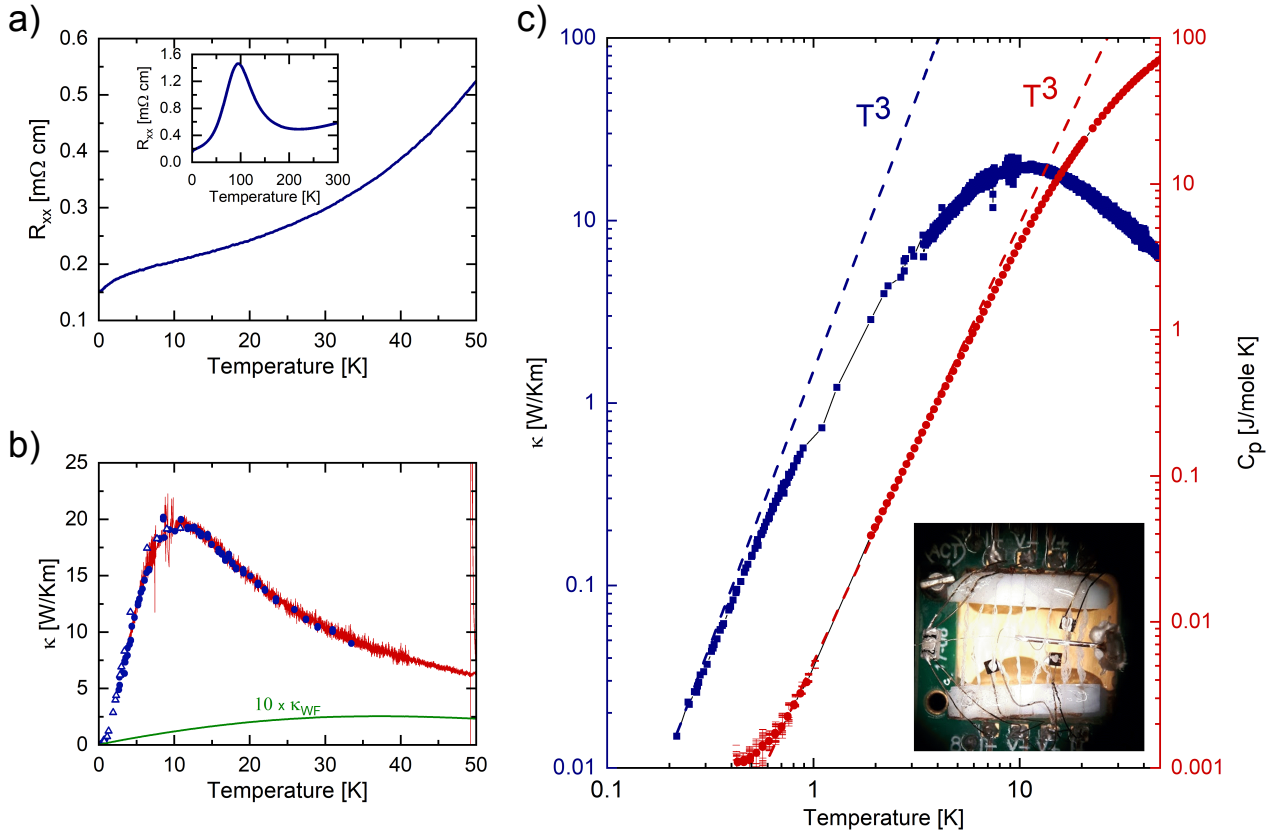 a)
0.6
0.5
0.4
0.3
0.2
0.1
R_xx [mΩ cm]
0 10 20 30 40 50
Temperature [K]
1.6
1.2
0.8
0.4
0.0
R_xx [mΩ cm]
0 100 200 300
Temperature [K]
b)
25
20
15
10
5
0
κ [W/Km]
10 x κ_WF
0 10 20 30 40 50
Temperature [K]
c)
100
10
1
0.1
0.01
κ [W/Km]
T³
T³
100
10
1
0.1
0.01
0.001
C_p [J/mole K]
0.1 1 10
Temperature [K]